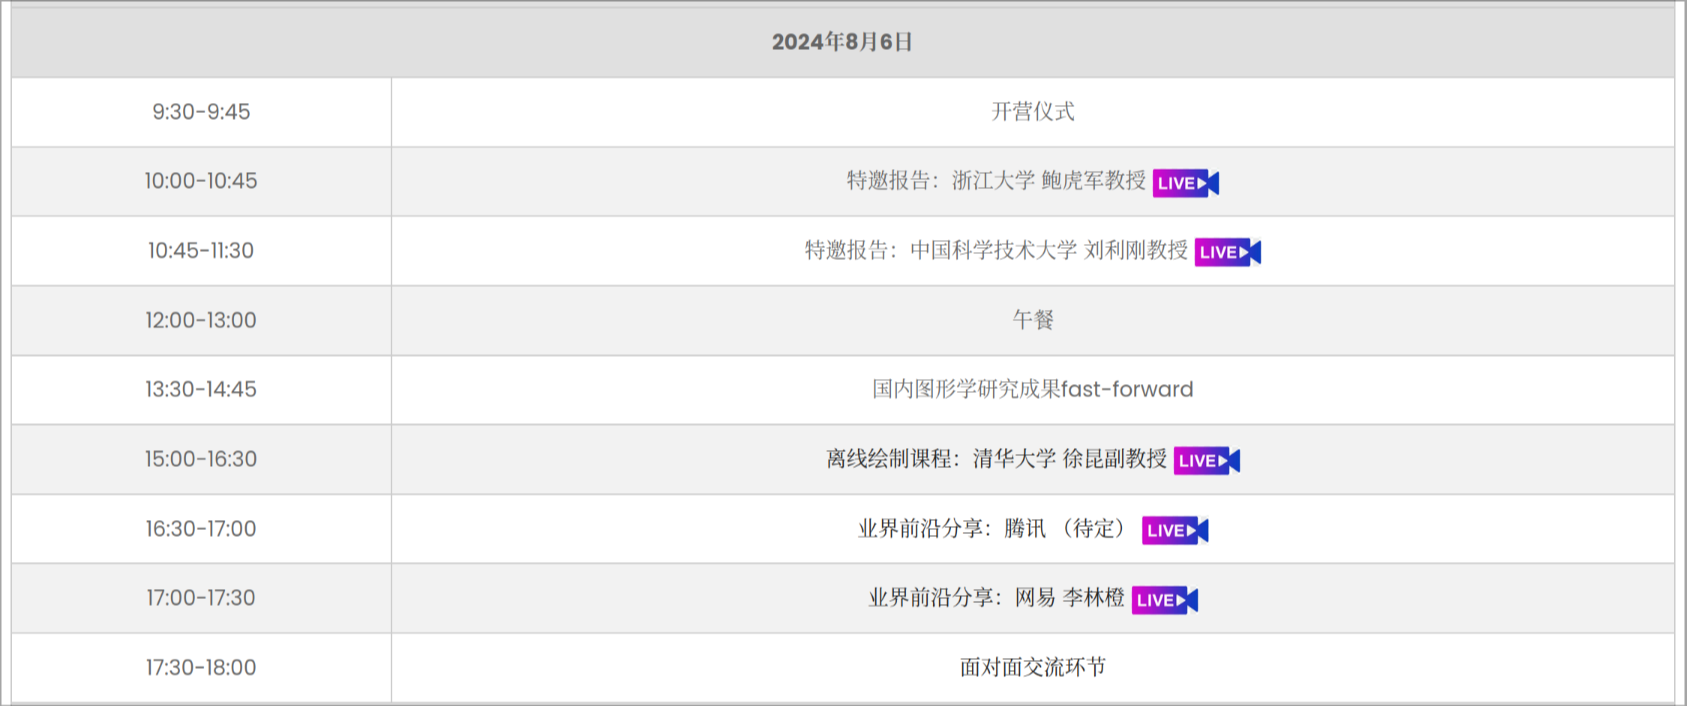 2024年8月6日
9:30-9:45 开营仪式
10:00-10:45 特邀报告：浙江大学 鲍虎军教授 LIVE
10:45-11:30 特邀报告：中国科学技术大学 刘利刚教授 LIVE
12:00-13:00 午餐
13:30-14:45 国内图形学研究成果fast-forward
15:00-16:30 离线绘制课程：清华大学 徐昆副教授 LIVE
16:30-17:00 业界前沿分享：腾讯 （待定） LIVE
17:00-17:30 业界前沿分享：网易 李林橙 LIVE
17:30-18:00 面对面交流环节